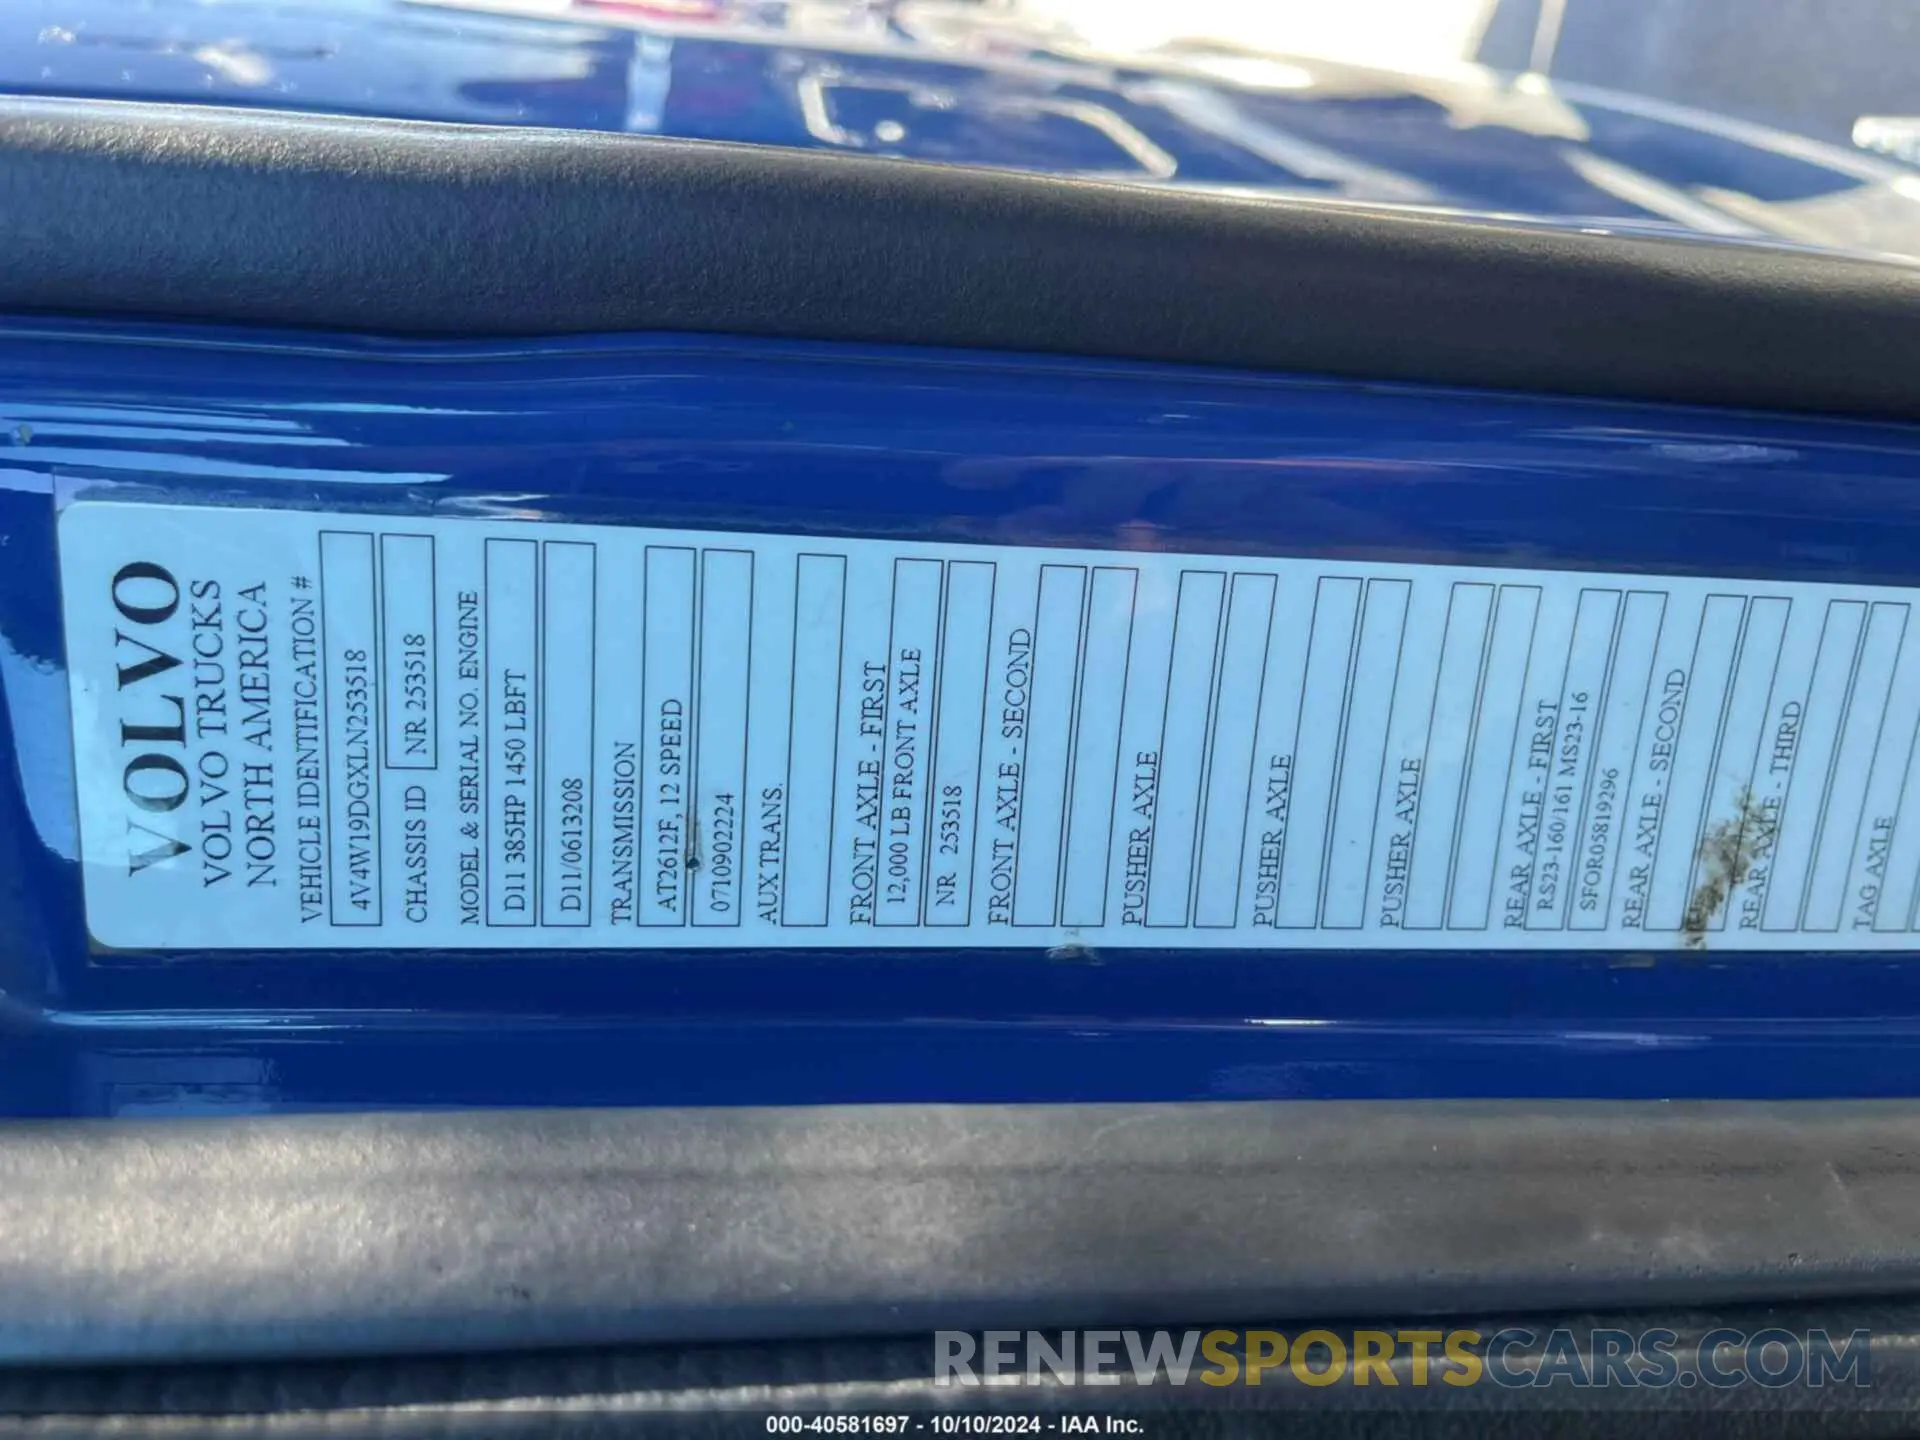 VOLVO
VOLVO TRUCKS
NORTH AMERICA
VEHICLE IDENTIFICATION #
4V4W19DGXLN253518
CHASSIS ID NR 253518
MODEL & SERIAL NO. ENGINE
D11 385HP 1450 LBFT
D11/0613208
TRANSMISSION
AT2612F, 12 SPEED
0710902224
AUX TRANS.
FRONT AXLE - FIRST
12,000 LB FRONT AXLE
NR 253518
FRONT AXLE - SECOND
PUSHER AXLE
PUSHER AXLE
PUSHER AXLE
REAR AXLE - FIRST
RS23-160/161 MS23-16
SFOR05819296
REAR AXLE - SECOND
REAR AXLE - THIRD
TAG AXLE
RENEWSPORTSCARS.COM
000-40581697 - 10/10/2024 - IAA Inc.